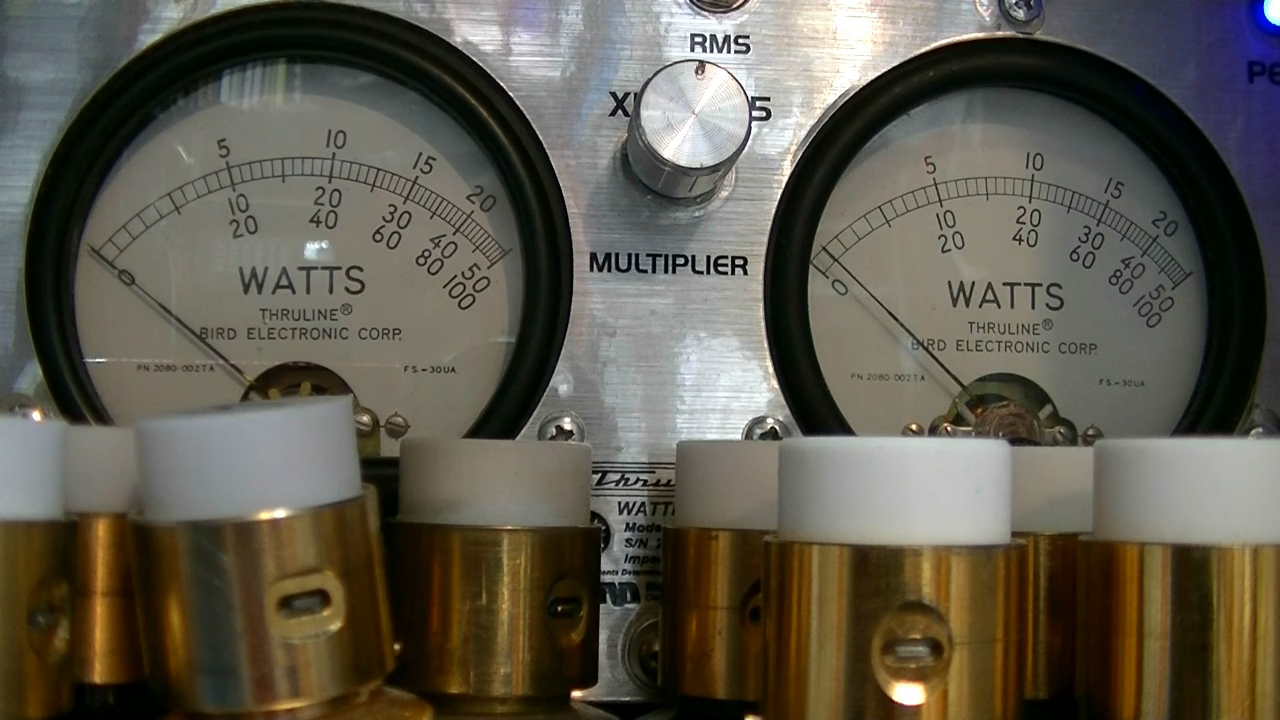 RMS
5
MULTIPLIER
5 10 15 20
10 20 30 40 50
20 40 60 80 100
0
WATTS
THRULINE®
BIRD ELECTRONIC CORP.
PN 2080-002TA FS.-30UA
5 10 15 20
10 20 30 40 50
20 40 60 80 100
0
WATTS
THRULINE®
BIRD ELECTRONIC CORP.
PN 2080-002TA FS.-30UA
S/N